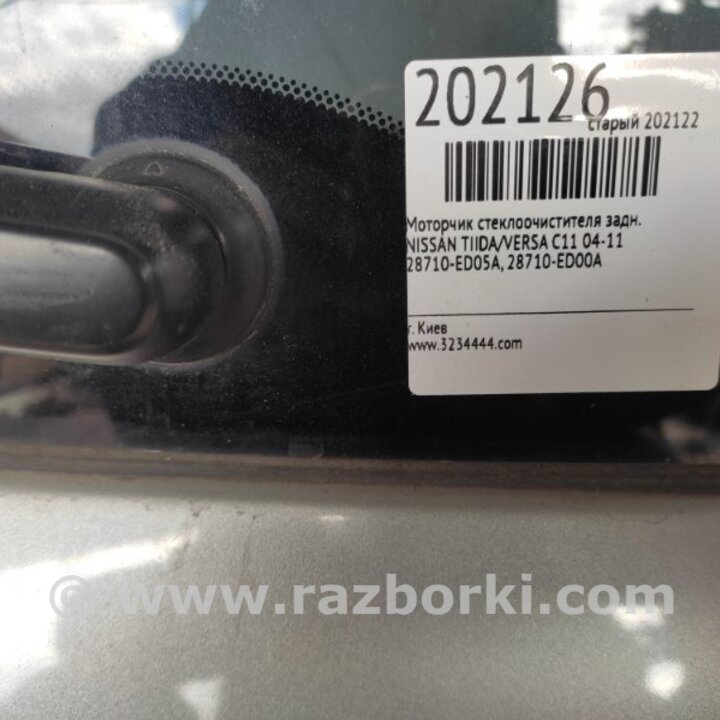 202126
старый 202122
Моторчик стеклоочистителя задн.
NISSAN TIIDA/VERSA C11 04-11
28710-ED05A, 28710-ED00A
г. Киев
www.3234444.com
© www.razborki.com